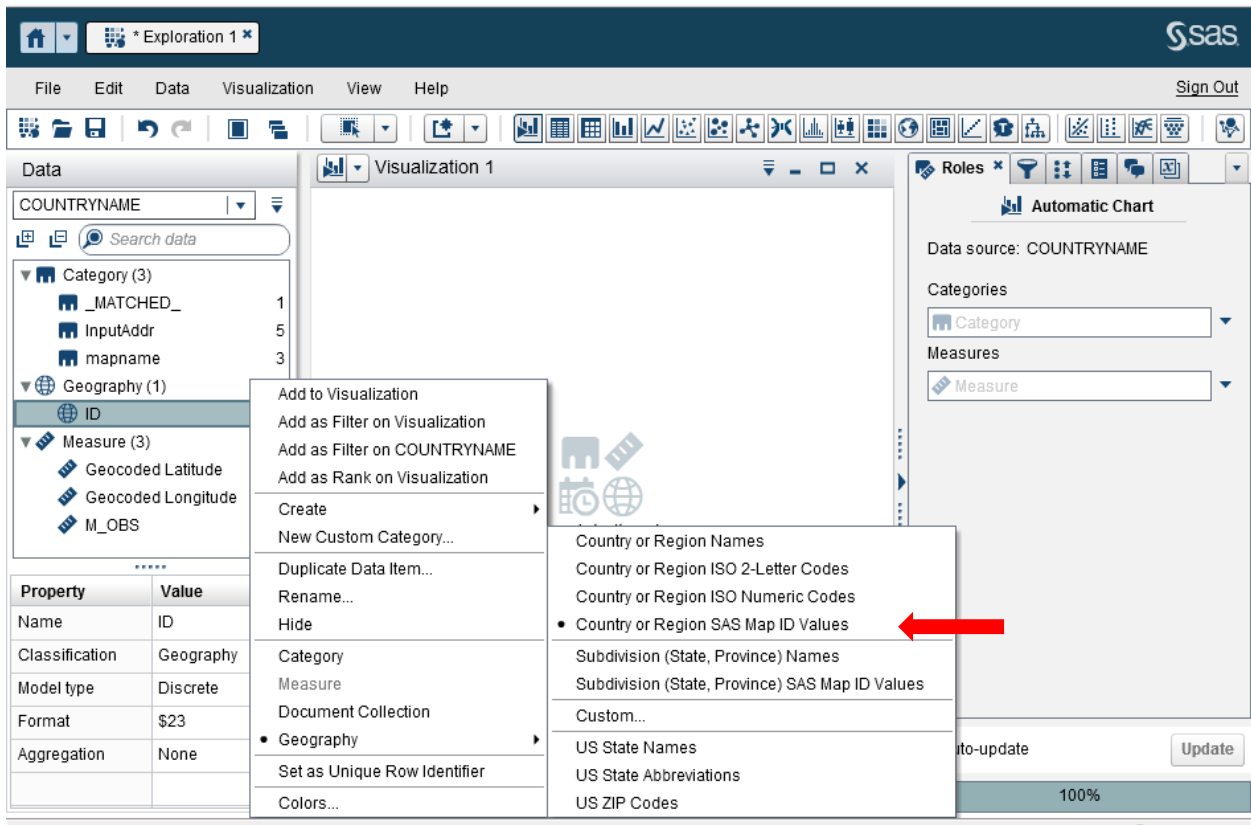 * Exploration 1
sas
File Edit Data Visualization View Help Sign Out
Data
COUNTRYNAME
Search data
Category (3)
_MATCHED_ 1
InputAddr 5
mapname 3
Geography (1)
ID
Measure (3)
Geocoded Latitude
Geocoded Longitude
M_OBS
Property Value
Name ID
Classification Geography
Model type Discrete
Format $23
Aggregation None
Visualization 1
Add to Visualization
Add as Filter on Visualization
Add as Filter on COUNTRYNAME
Add as Rank on Visualization
Create
New Custom Category...
Duplicate Data Item...
Rename...
Hide
Category
Measure
Document Collection
Geography
Set as Unique Row Identifier
Colors...
Country or Region Names
Country or Region ISO 2-Letter Codes
Country or Region ISO Numeric Codes
Country or Region SAS Map ID Values
Subdivision (State, Province) Names
Subdivision (State, Province) SAS Map ID Values
Custom...
US State Names
US State Abbreviations
US ZIP Codes
Roles
Automatic Chart
Data source: COUNTRYNAME
Categories
Category
Measures
Measure
to-update Update
100%